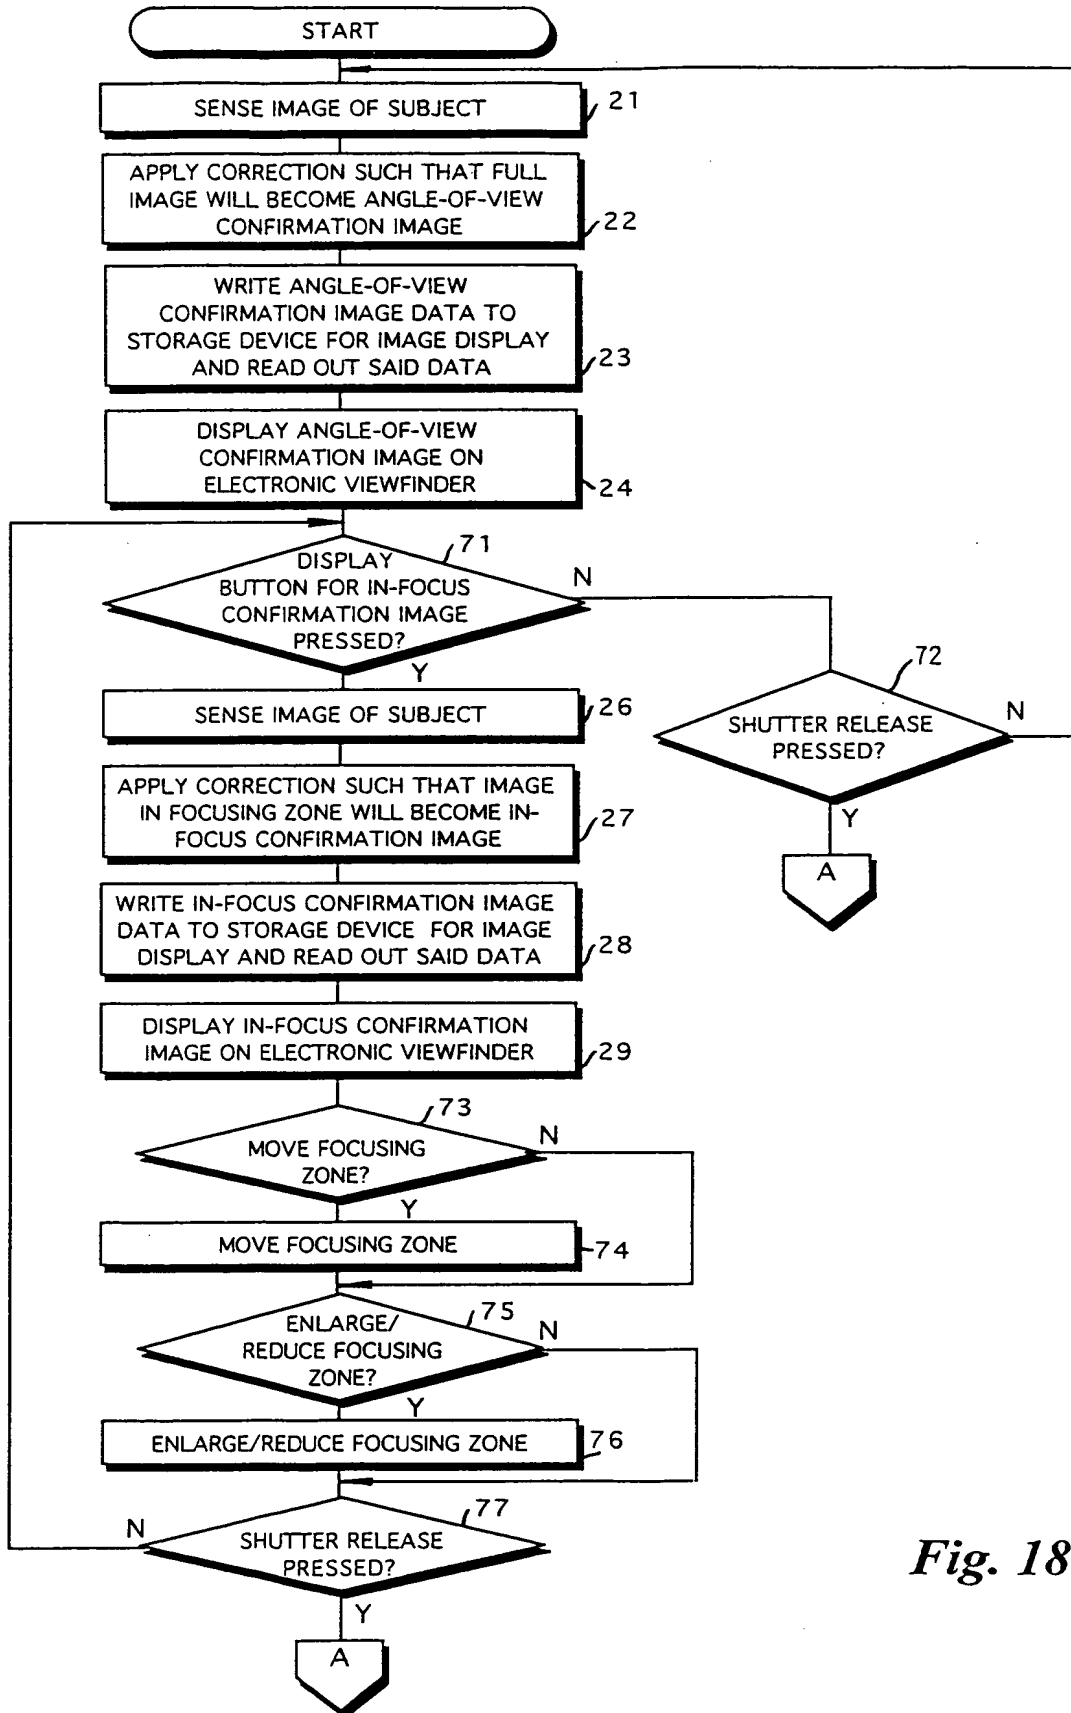 START
SENSE IMAGE OF SUBJECT
21
APPLY CORRECTION SUCH THAT FULL
IMAGE WILL BECOME ANGLE-OF-VIEW
CONFIRMATION IMAGE
22
WRITE ANGLE-OF-VIEW
CONFIRMATION IMAGE DATA TO
STORAGE DEVICE FOR IMAGE DISPLAY
AND READ OUT SAID DATA
23
DISPLAY ANGLE-OF-VIEW
CONFIRMATION IMAGE ON
ELECTRONIC VIEWFINDER
24
DISPLAY
BUTTON FOR IN-FOCUS
CONFIRMATION IMAGE
PRESSED?
71
N
Y
72
SHUTTER RELEASE
PRESSED?
N
Y
A
SENSE IMAGE OF SUBJECT
26
APPLY CORRECTION SUCH THAT IMAGE
IN FOCUSING ZONE WILL BECOME IN-
FOCUS CONFIRMATION IMAGE
27
WRITE IN-FOCUS CONFIRMATION IMAGE
DATA TO STORAGE DEVICE FOR IMAGE
DISPLAY AND READ OUT SAID DATA
28
DISPLAY IN-FOCUS CONFIRMATION
IMAGE ON ELECTRONIC VIEWFINDER
29
73
MOVE FOCUSING
ZONE?
N
Y
MOVE FOCUSING ZONE
74
75
ENLARGE/
REDUCE FOCUSING
ZONE?
N
Y
ENLARGE/REDUCE FOCUSING ZONE
76
77
N
SHUTTER RELEASE
PRESSED?
Y
A
Fig. 18